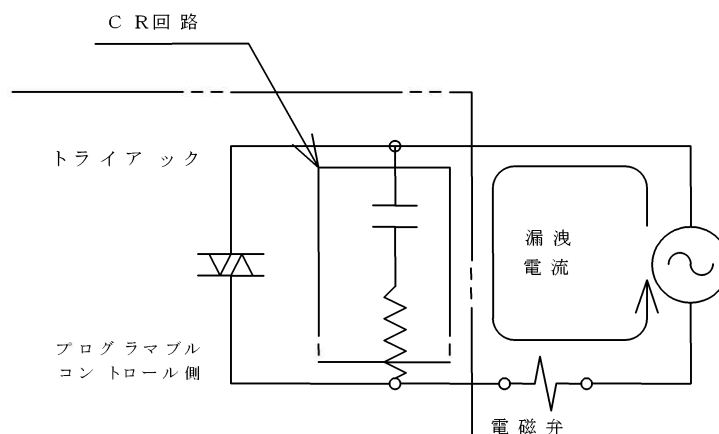 CR回路
トライアック
漏洩
電流
プログラマブル
コントロール側
電磁弁